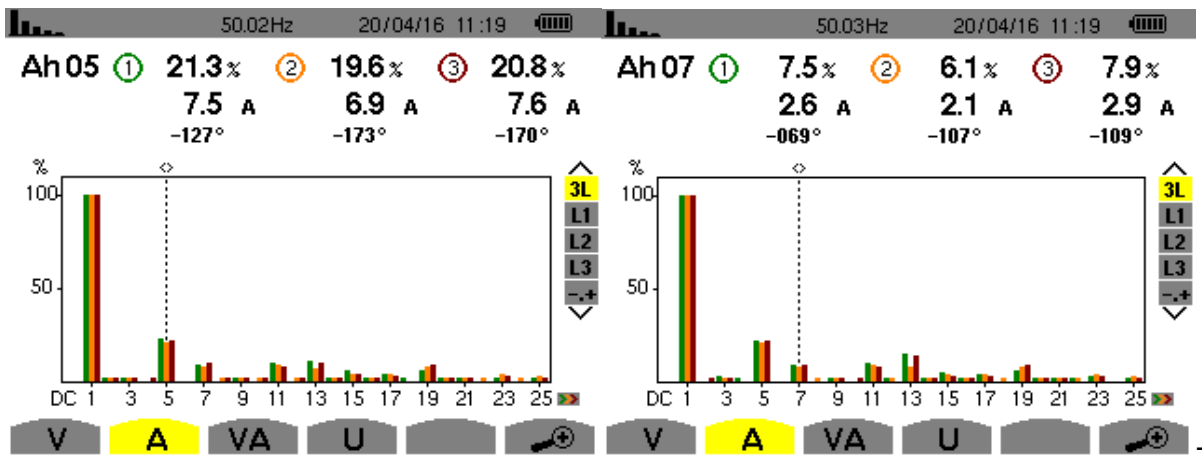 50.02Hz 20/04/16 11:19
Ah 05 1 21.3% 2 19.6% 3 20.8%
7.5 A 6.9 A 7.6 A
-127° -173° -170°
%
100
50
3L
L1
L2
L3
-.+
DC 1 3 5 7 9 11 13 15 17 19 21 23 25
V A VA U
50.03Hz 20/04/16 11:19
Ah 07 1 7.5% 2 6.1% 3 7.9%
2.6 A 2.1 A 2.9 A
-069° -107° -109°
%
100
50
3L
L1
L2
L3
-.+
DC 1 3 5 7 9 11 13 15 17 19 21 23 25
V A VA U